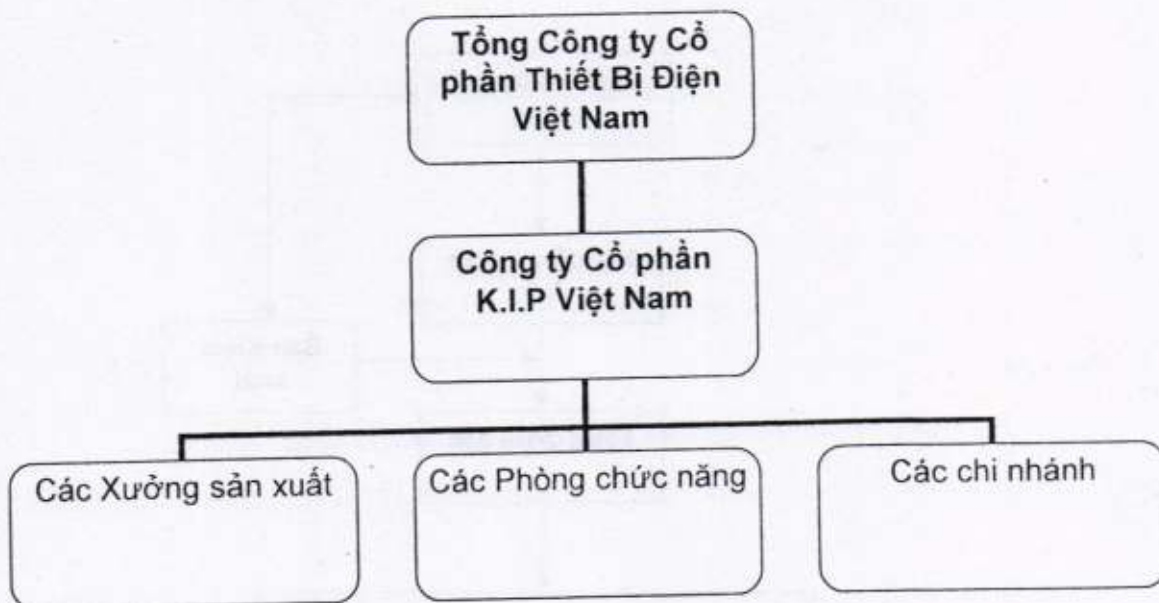 Tổng Công ty Cổ
phần Thiết Bị Điện
Việt Nam
Công ty Cổ phần
K.I.P Việt Nam
Các Xưởng sản xuất
Các Phòng chức năng
Các chi nhánh